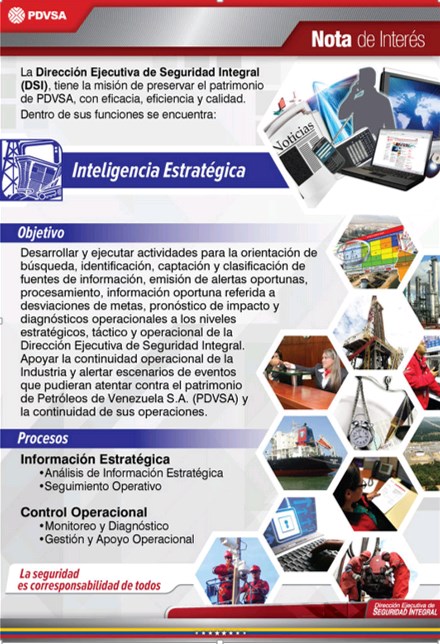 PDVSA
Nota de Interés
La Dirección Ejecutiva de Seguridad Integral
(DSI), tiene la misión de preservar el patrimonio
de PDVSA, con eficacia, eficiencia y calidad.
Dentro de sus funciones se encuentra:
Noticias
Inteligencia Estratégica
Objetivo
Desarrollar y ejecutar actividades para la orientación de
búsqueda, identificación, captación y clasificación de
fuentes de información, emisión de alertas oportunas,
procesamiento, información oportuna referida a
desviaciones de metas, pronóstico de impacto y
diagnósticos operacionales a los niveles
estratégicos, táctico y operacional de la
Dirección Ejecutiva de Seguridad Integral.
Apoyar la continuidad operacional de la
Industria y alertar escenarios de eventos
que pudieran atentar contra el patrimonio
de Petróleos de Venezuela S.A. (PDVSA) y
la continuidad de sus operaciones.
Procesos
Información Estratégica
•Análisis de Información Estratégica
•Seguimiento Operativo
Control Operacional
•Monitoreo y Diagnóstico
•Gestión y Apoyo Operacional
La seguridad
es corresponsabilidad de todos
Dirección Ejecutiva de
SEGURIDAD INTEGRAL